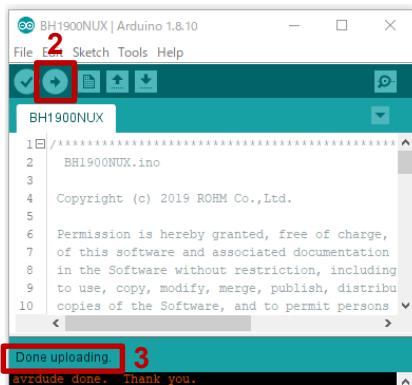 BH1900NUX | Arduino 1.8.10
File Edit Sketch Tools Help
2
BH1900NUX
1 /******************************************
2 BH1900NUX.ino
3
4 Copyright (c) 2019 ROHM Co.,Ltd.
5
6 Permission is hereby granted, free of charge,
7 of this software and associated documentation
8 in the Software without restriction, including
9 to use, copy, modify, merge, publish, distribu
10 copies of the Software, and to permit persons
Done uploading. 3
avrdude done. Thank you.